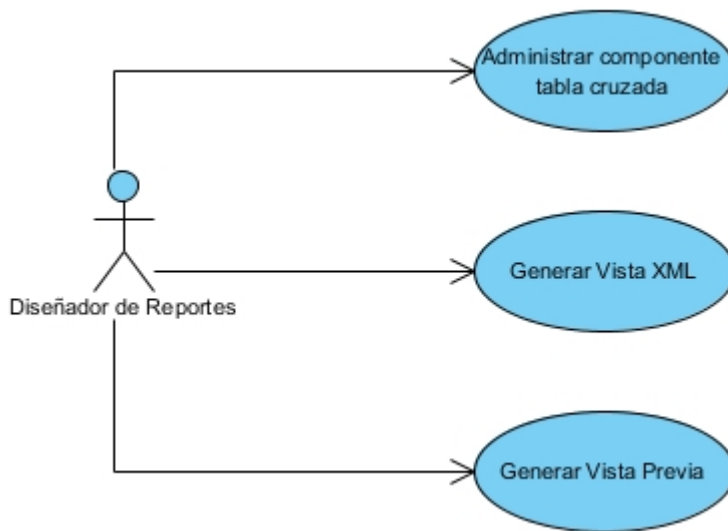 Administrar componente
tabla cruzada
Generar Vista XML
Diseñador de Reportes
Generar Vista Previa